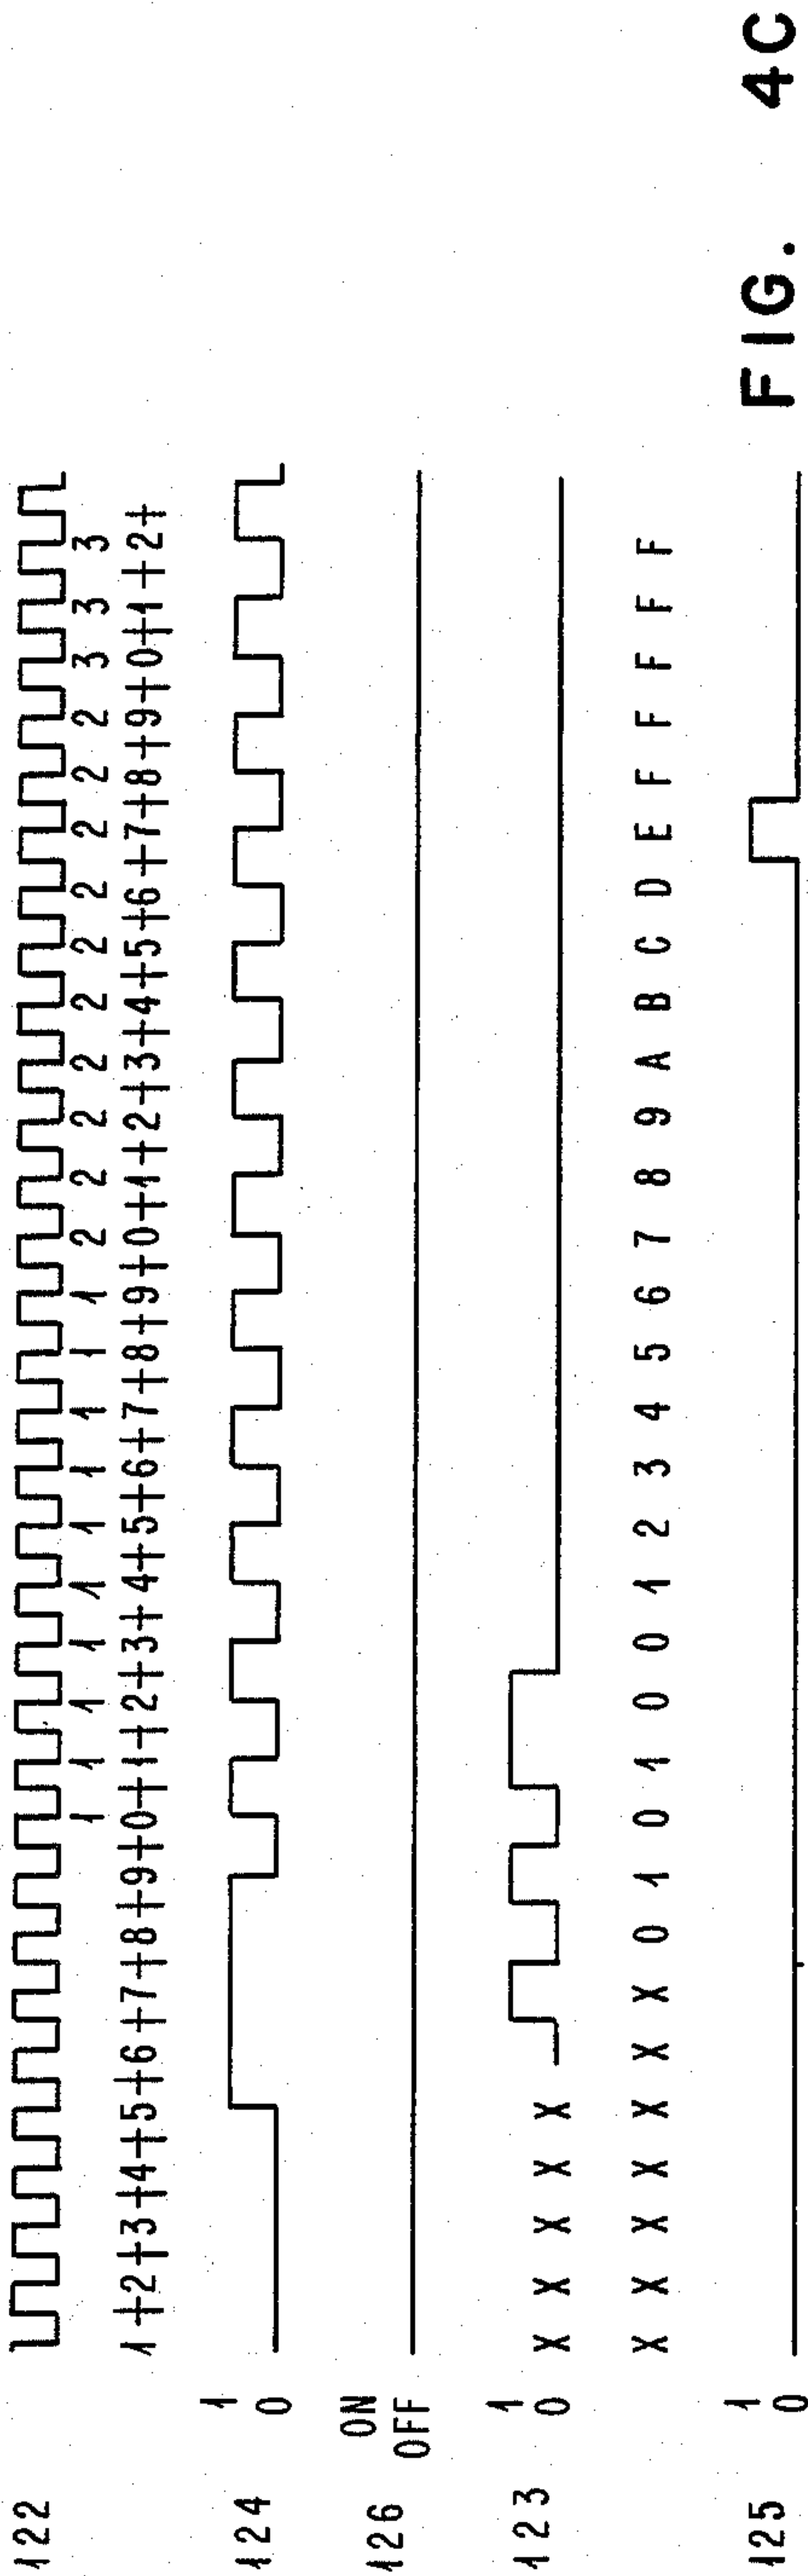 122
1 1 1 1 1 1 1 1 1 1 2 2 2 2 2 2 2 2 2 2 3 3 3
1+2+3+4+5+6+7+8+9+0+1+2+3+4+5+6+7+8+9+0+1+2+3+4+5+6+7+8+9+0+1+2+
1
124 0
ON
126 OFF
1
123 0 X X X X X
X X X X X X X 0 1 0 1 0 0 1 2 3 4 5 6 7 8 9 A B C D E F F F F F
1
125 0
FIG. 4C